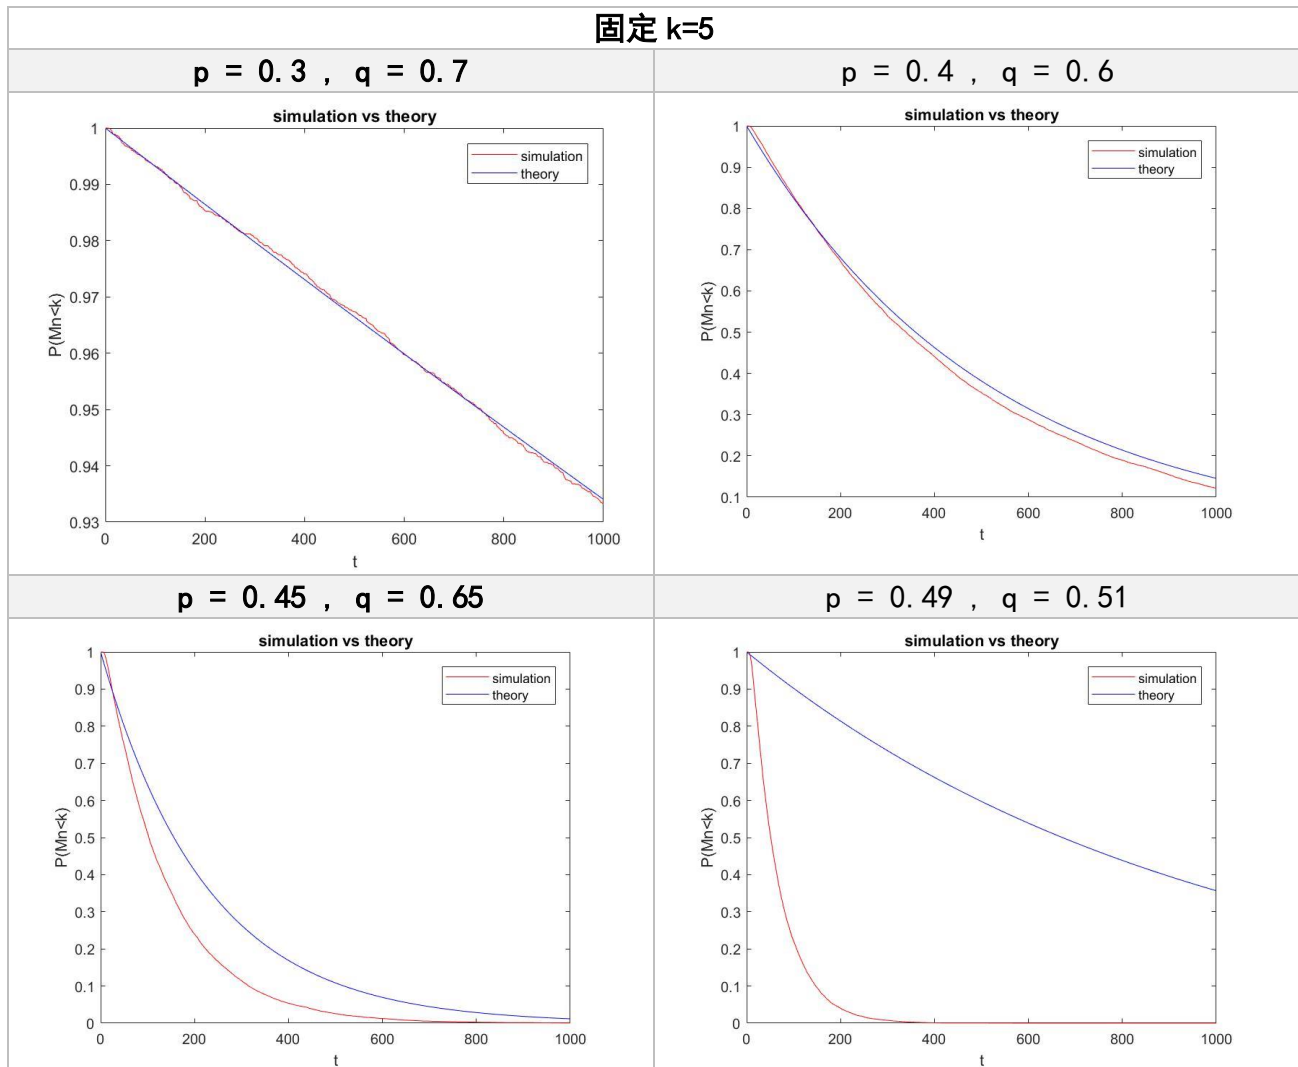 固定 k=5
p = 0.3 , q = 0.7
p = 0.4 , q = 0.6
simulation vs theory
simulation
theory
P(Mn<k)
1
0.99
0.98
0.97
0.96
0.95
0.94
0.93
0 200 400 600 800 1000
t
simulation vs theory
simulation
theory
P(Mn<k)
1
0.9
0.8
0.7
0.6
0.5
0.4
0.3
0.2
0.1
0 200 400 600 800 1000
t
p = 0.45 , q = 0.65
p = 0.49 , q = 0.51
simulation vs theory
simulation
theory
P(Mn<k)
1
0.9
0.8
0.7
0.6
0.5
0.4
0.3
0.2
0.1
0
0 200 400 600 800 1000
t
simulation vs theory
simulation
theory
P(Mn<k)
1
0.9
0.8
0.7
0.6
0.5
0.4
0.3
0.2
0.1
0
0 200 400 600 800 1000
t